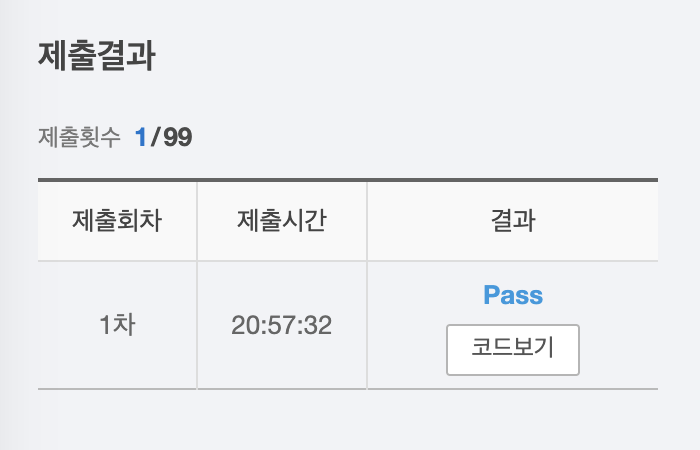 제출결과
제출횟수 1/99
제출회차 제출시간 결과
Pass
1차 20:57:32
코드보기